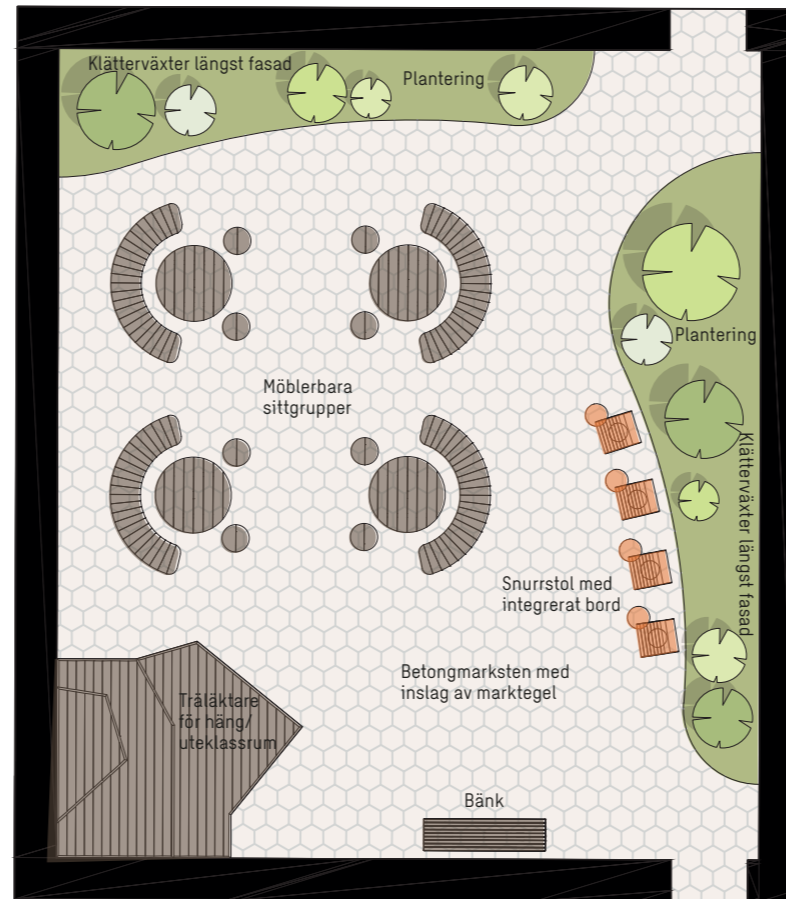 Klätterväxter längst fasad
Plantering
Plantering
Möblerbara
sittgrupper
Klätterväxter längst fasad
Snurrstol med
integrerat bord
Betongmarksten med
inslag av marktegel
Träläktare
för häng/
uteklassrum
Bänk